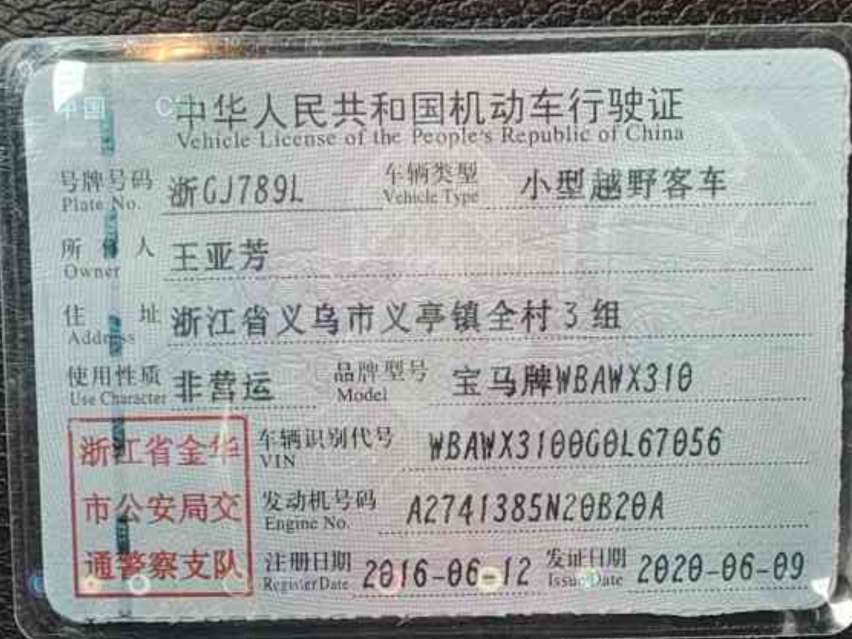 中华人民共和国机动车行驶证
Vehicle License of the People's Republic of China
号牌号码 浙GJ789L 车辆类型 小型越野客车
Plate No. Vehicle Type
所有人 王亚芳
Owner
住址 浙江省义乌市义亭镇全村3组
Address
使用性质 非营运 品牌型号 宝马牌WBAWX310
Use Character Model
浙江省金华 车辆识别代号 WBAWX3100G0L67056
VIN
市公安局交 发动机号码 A2741385N20B20A
Engine No.
通警察支队 注册日期 2016-06-12 发证日期 2020-06-09
Register Date Issue Date